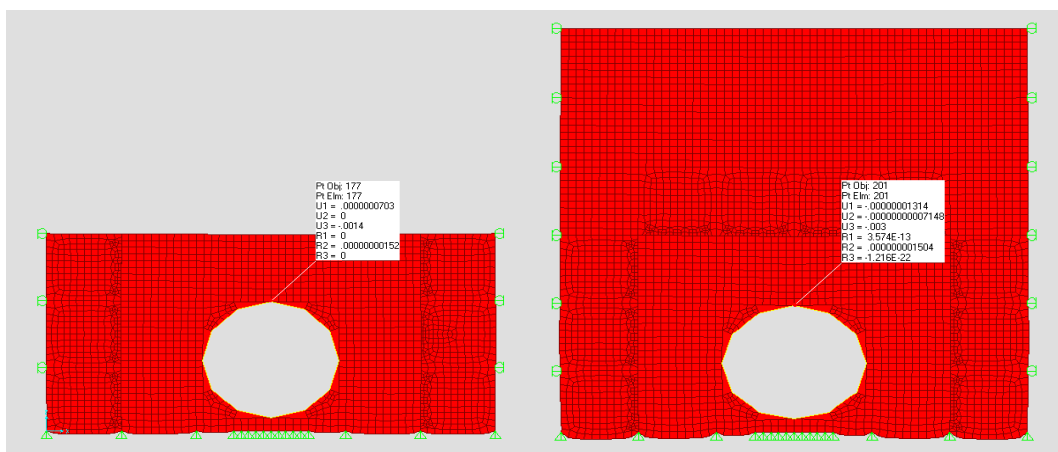 Pt Obj: 177
Pt Elm: 177
U1 = .0000000703
U2 = 0
U3 = -.0014
R1 = 0
R2 = .00000000152
R3 = 0
Pt Obj: 201
Pt Elm: 201
U1 = -.00000001314
U2 = -.00000000007148
U3 = -.003
R1 = 3.574E-13
R2 = .000000001504
R3 = -1.216E-22